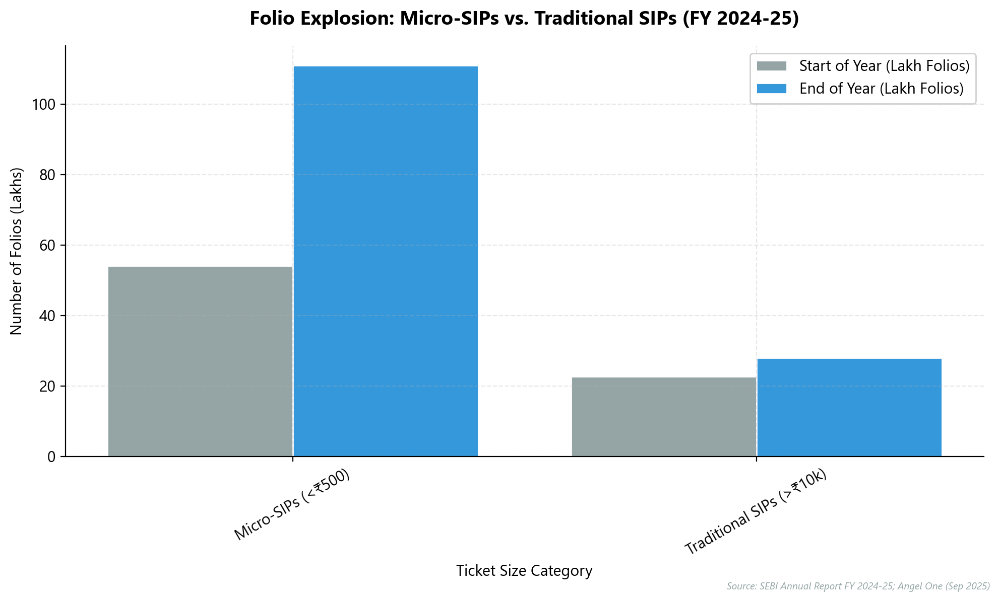 Folio Explosion: Micro-SIPs vs. Traditional SIPs (FY 2024-25)
Start of Year (Lakh Folios)
End of Year (Lakh Folios)
Number of Folios (Lakhs)
100
80
60
40
20
0
Micro-SIPs (<₹500)
Traditional SIPs (>₹10k)
Ticket Size Category
Source: SEBI Annual Report FY 2024-25; Angel One (Sep 2025)